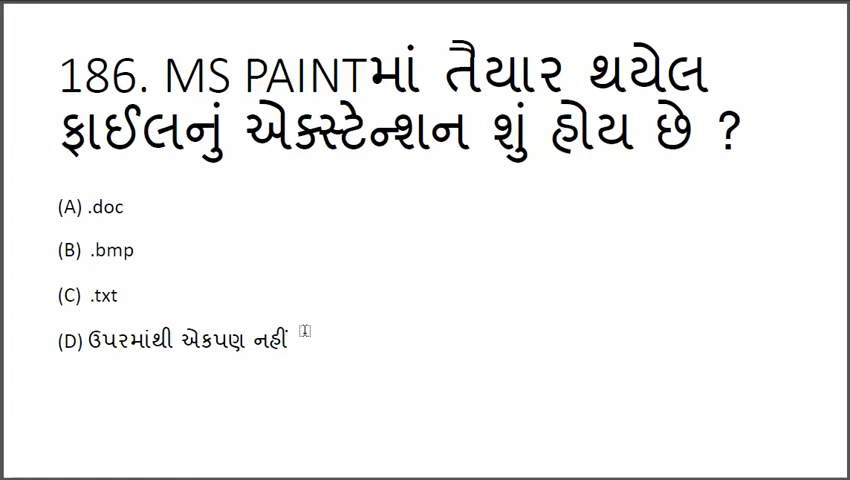 186. MS PAINTમાં તૈયાર થયેલ
ફાઈલનું એક્સ્ટેન્શન શું હોય છે ?
(A) .doc
(B) .bmp
(C) .txt
(D) ઉપરમાંથી એકપણ નહીં